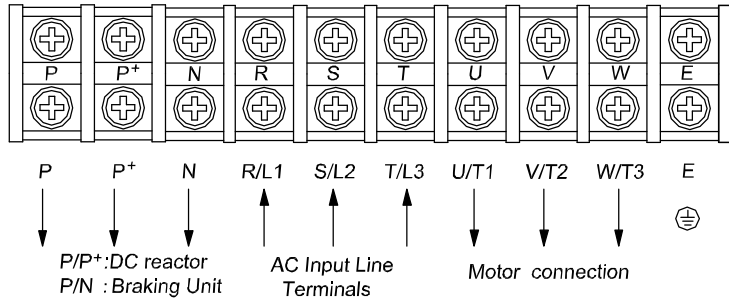 P P+ N R S T U V W E
P P+ N R/L1 S/L2 T/L3 U/T1 V/T2 W/T3 E
P/P+:DC reactor
P/N : Braking Unit
AC Input Line
Terminals
Motor connection